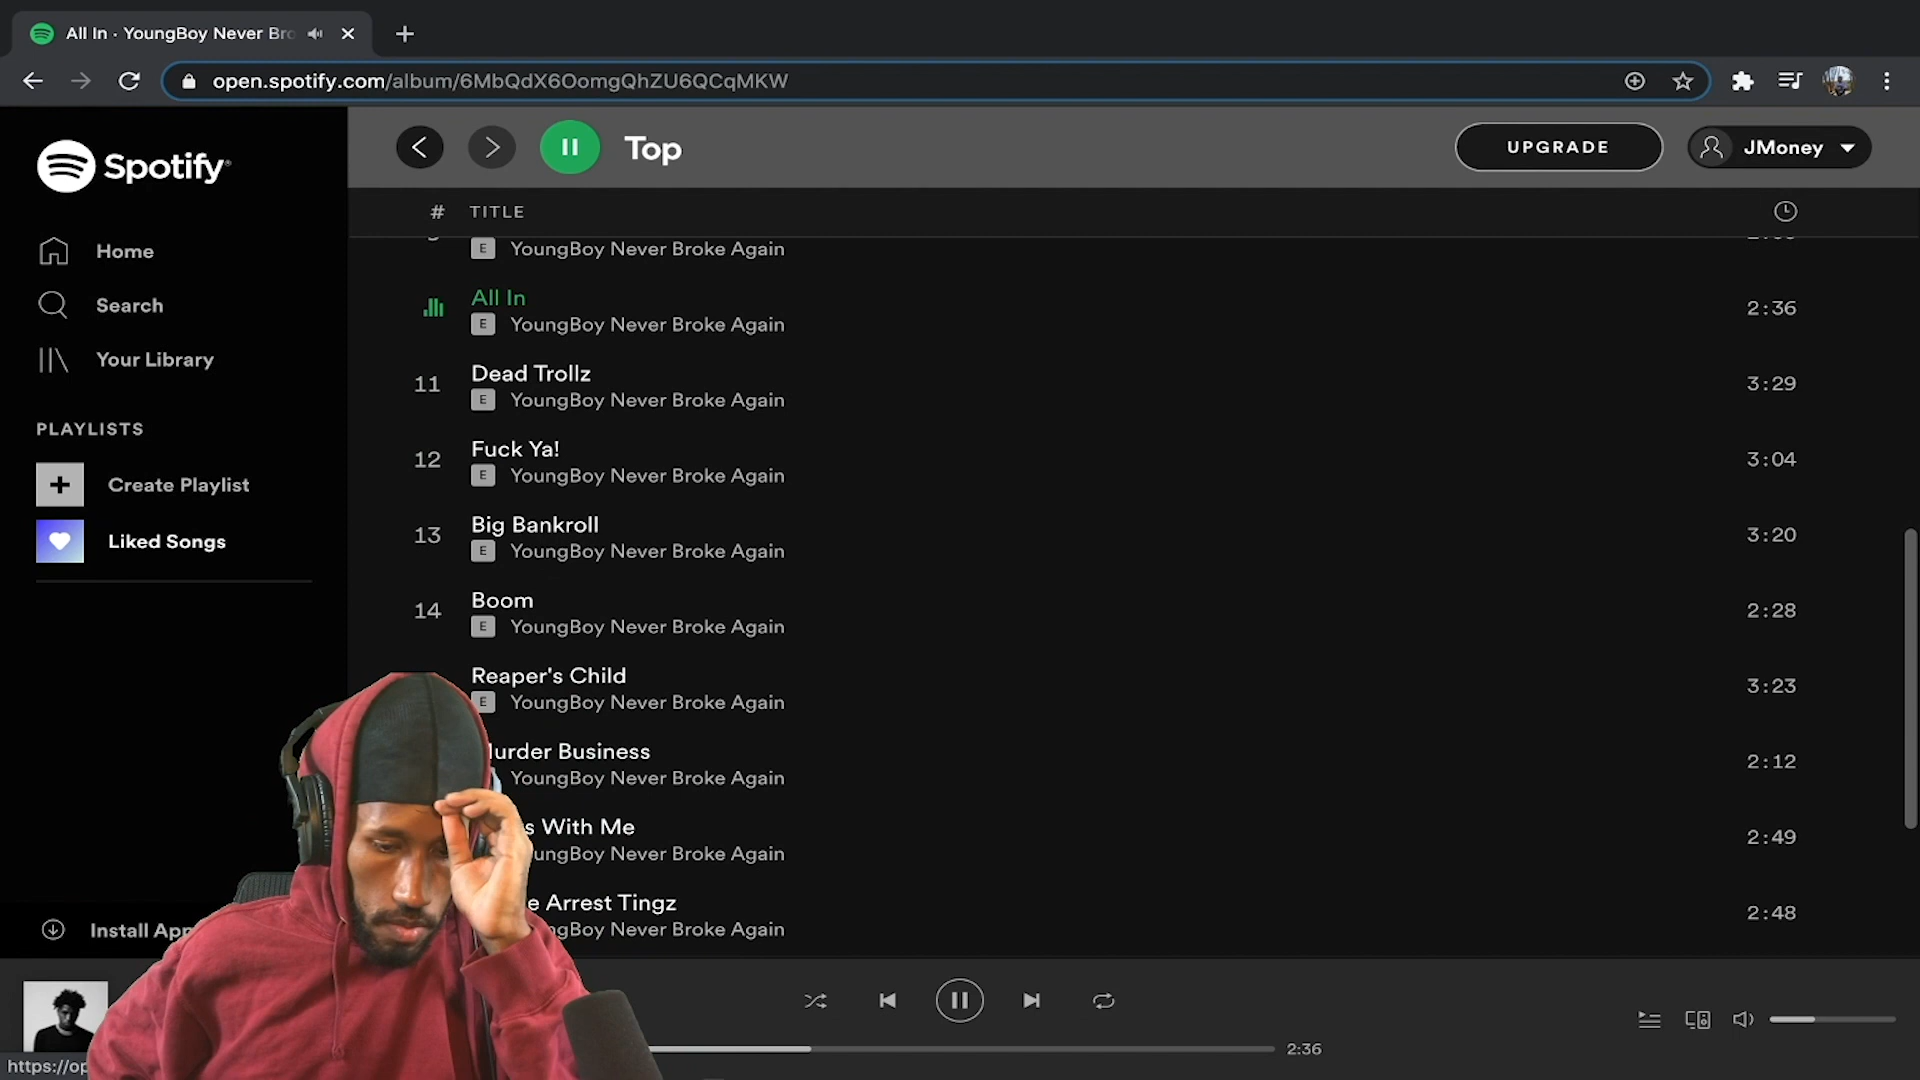 All In · YoungBoy Never Bro
open.spotify.com/album/6MbQdX6OomgQhZU6QCqMKW
Spotify
Top
UPGRADE
JMoney
# TITLE
Home
Search
Your Library
PLAYLISTS
Create Playlist
Liked Songs
Install App
E YoungBoy Never Broke Again
All In
E YoungBoy Never Broke Again
2:36
11 Dead Trollz
E YoungBoy Never Broke Again
3:29
12 Fuck Ya!
E YoungBoy Never Broke Again
3:04
13 Big Bankroll
E YoungBoy Never Broke Again
3:20
14 Boom
E YoungBoy Never Broke Again
2:28
Reaper's Child
E YoungBoy Never Broke Again
3:23
urder Business
YoungBoy Never Broke Again
2:12
s With Me
ungBoy Never Broke Again
2:49
e Arrest Tingz
ngBoy Never Broke Again
2:48
2:36
https://op